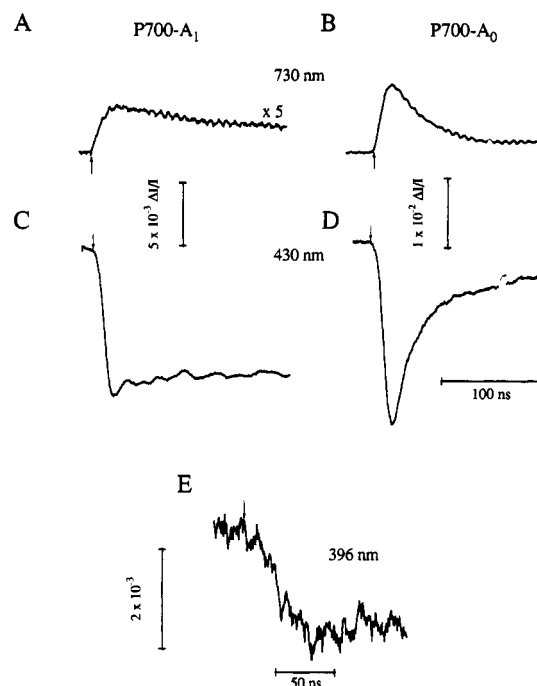 A
P700-A₁
B
P700-A₀
730 nm
x 5
5 x 10⁻³ ΔI/I
1 x 10⁻² ΔI/I
C
D
430 nm
100 ns
E
396 nm
2 x 10⁻³
50 ns